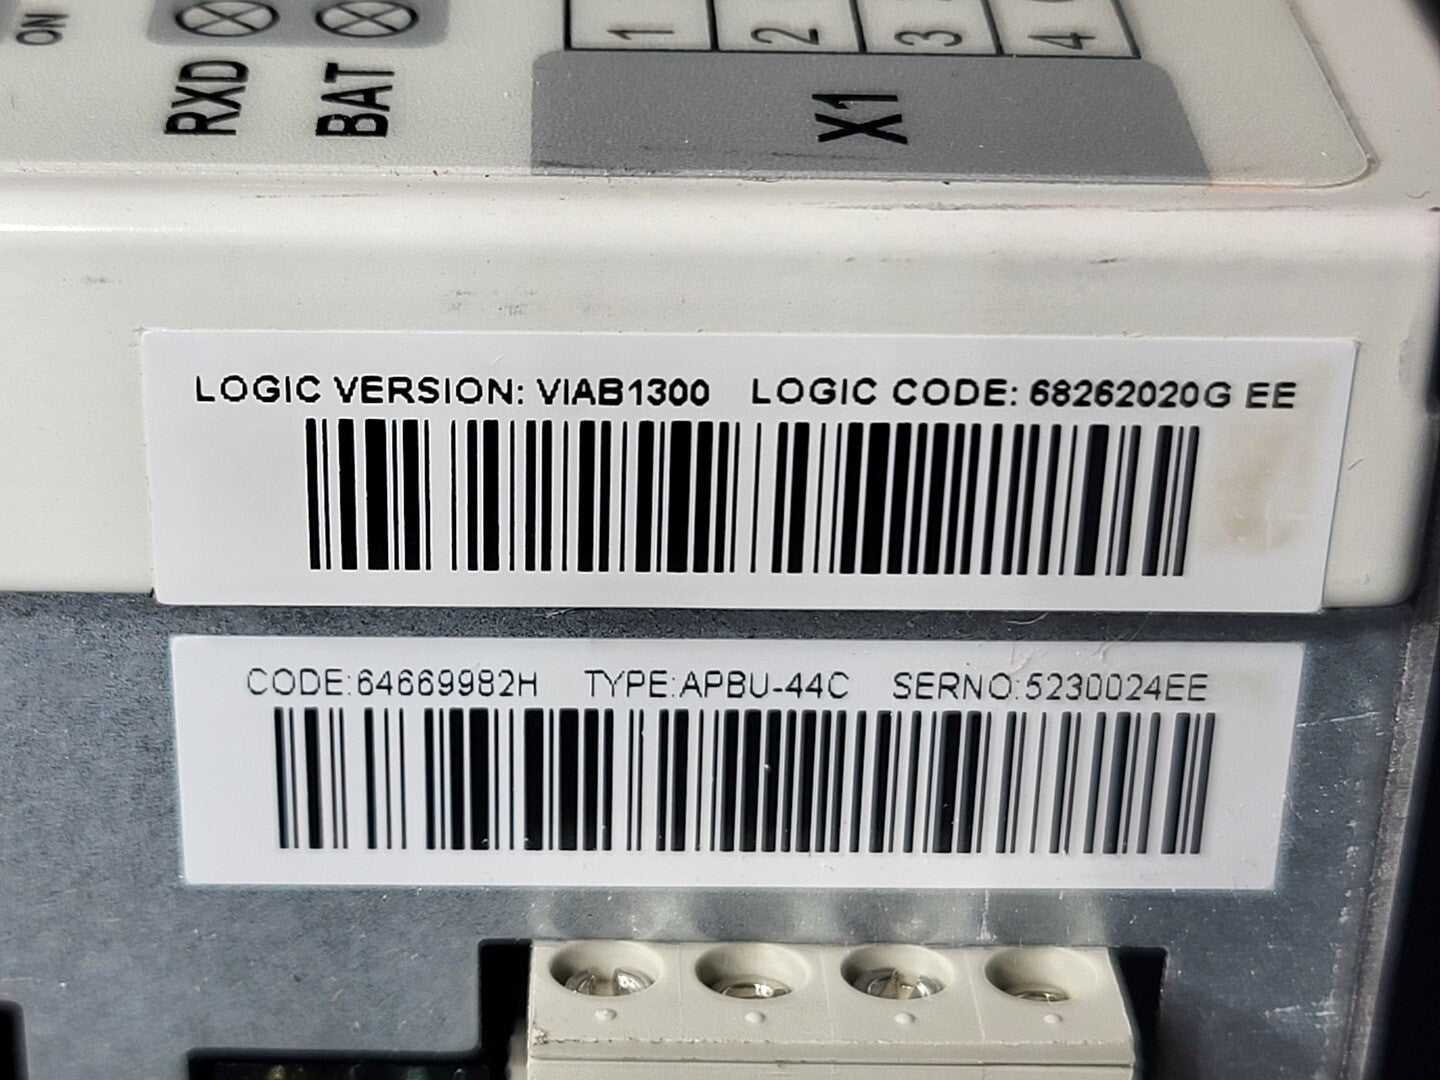 ON
RXD
BAT
1 2 3 4
X1
LOGIC VERSION: VIAB1300 LOGIC CODE: 68262020G EE
CODE:64669982H TYPE:APBU-44C SERNO:5230024EE